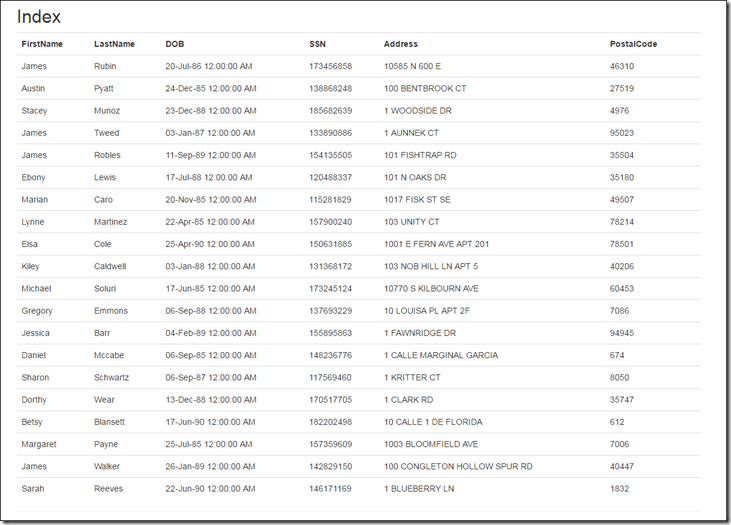 Index
FirstName LastName DOB SSN Address PostalCode
James Rubin 20-Jul-86 12:00:00 AM 173456858 10585 N 600 E 46310
Austin Pyatt 24-Dec-85 12:00:00 AM 138868248 100 BENTBROOK CT 27519
Stacey Munoz 23-Dec-88 12:00:00 AM 185682639 1 WOODSIDE DR 4976
James Tweed 03-Jan-87 12:00:00 AM 133890886 1 AUNNEK CT 95023
James Robles 11-Sep-89 12:00:00 AM 154135505 101 FISHTRAP RD 35504
Ebony Lewis 17-Jul-88 12:00:00 AM 120488337 101 N OAKS DR 35180
Marian Caro 20-Nov-85 12:00:00 AM 115281829 1017 FISK ST SE 49507
Lynne Martinez 22-Apr-85 12:00:00 AM 157900240 103 UNITY CT 78214
Elsa Cole 25-Apr-90 12:00:00 AM 150631885 1001 E FERN AVE APT 201 78501
Kiley Caldwell 03-Jan-88 12:00:00 AM 131368172 103 NOB HILL LN APT 5 40206
Michael Soluri 17-Jun-85 12:00:00 AM 173245124 10770 S KILBOURN AVE 60453
Gregory Emmons 06-Sep-88 12:00:00 AM 137693229 10 LOUISA PL APT 2F 7086
Jessica Barr 04-Feb-89 12:00:00 AM 155895863 1 FAWNRIDGE DR 94945
Daniel Mccabe 06-Sep-85 12:00:00 AM 148236776 1 CALLE MARGINAL GARCIA 674
Sharon Schwartz 06-Sep-87 12:00:00 AM 117569460 1 KRITTER CT 8050
Dorthy Wear 13-Dec-88 12:00:00 AM 170517705 1 CLARK RD 35747
Betsy Blansett 17-Jun-90 12:00:00 AM 182202498 10 CALLE 1 DE FLORIDA 612
Margaret Payne 25-Jul-85 12:00:00 AM 157359609 1003 BLOOMFIELD AVE 7006
James Walker 26-Jan-89 12:00:00 AM 142829150 100 CONGLETON HOLLOW SPUR RD 40447
Sarah Reeves 22-Jun-90 12:00:00 AM 146171169 1 BLUEBERRY LN 1832